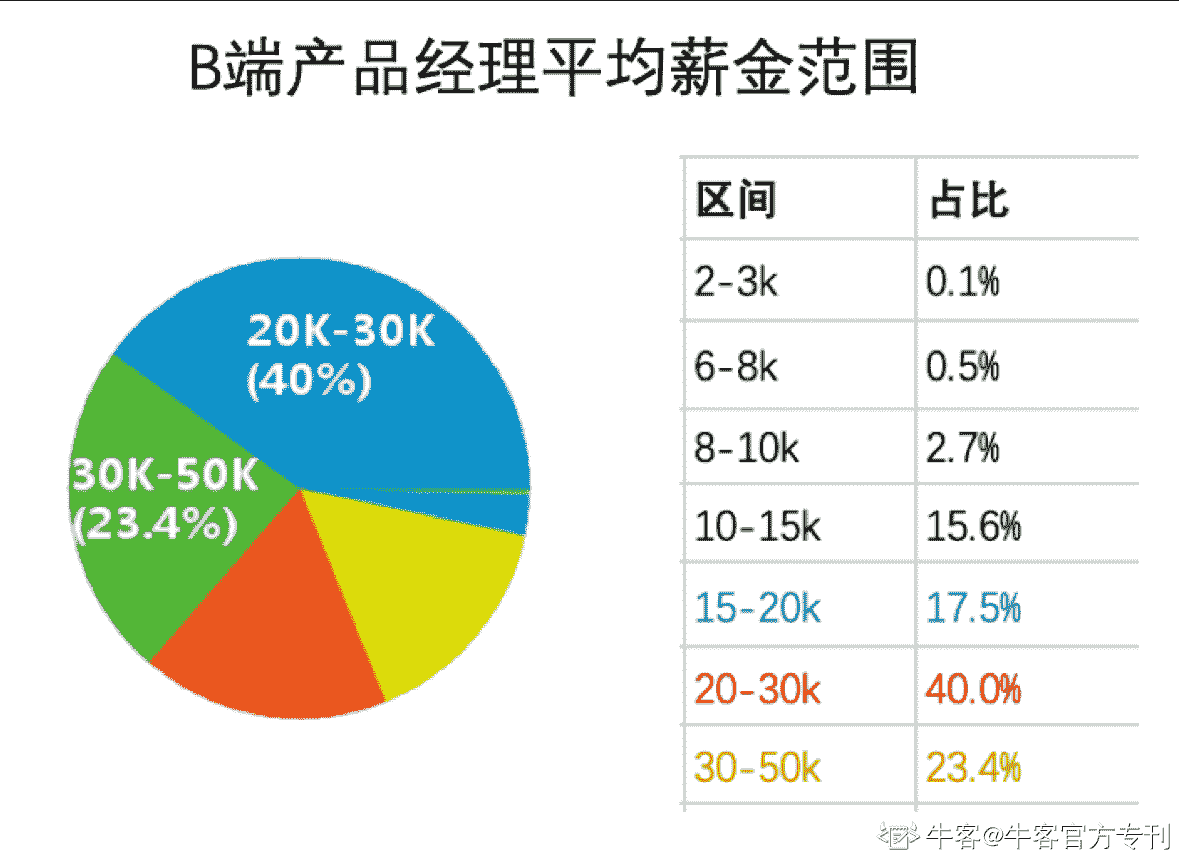 B端产品经理平均薪金范围
20K-30K
(40%)
30K-50K
(23.4%)
区间 占比
2-3k 0.1%
6-8k 0.5%
8-10k 2.7%
10-15k 15.6%
15-20k 17.5%
20-30k 40.0%
30-50k 23.4%
牛客@牛客官方专刊